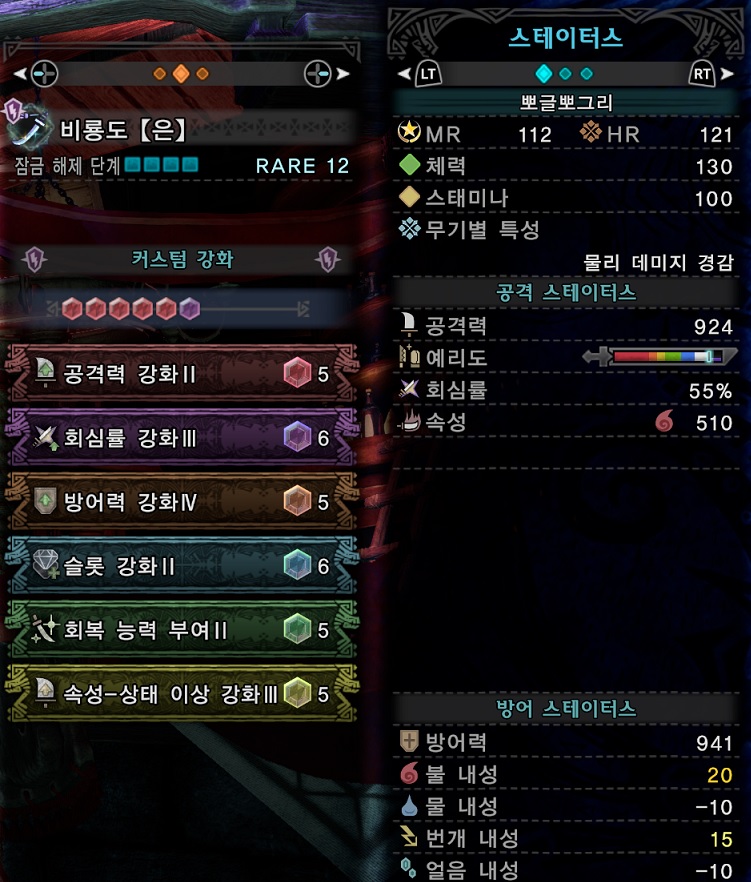 비룡도【은】
잠금 해제 단계
RARE 12
커스텀 강화
공격력 강화Ⅱ 5
회심률 강화Ⅲ 6
방어력 강화Ⅳ 5
슬롯 강화Ⅱ 6
회복 능력 부여Ⅱ 5
속성-상태 이상 강화Ⅲ 5
스테이터스
LT RT
뽀글뽀그리
MR 112 HR 121
체력 130
스태미나 100
무기별 특성
물리 데미지 경감
공격 스테이터스
공격력 924
예리도
회심률 55%
속성 510
방어 스테이터스
방어력 941
불 내성 20
물 내성 -10
번개 내성 15
얼음 내성 -10